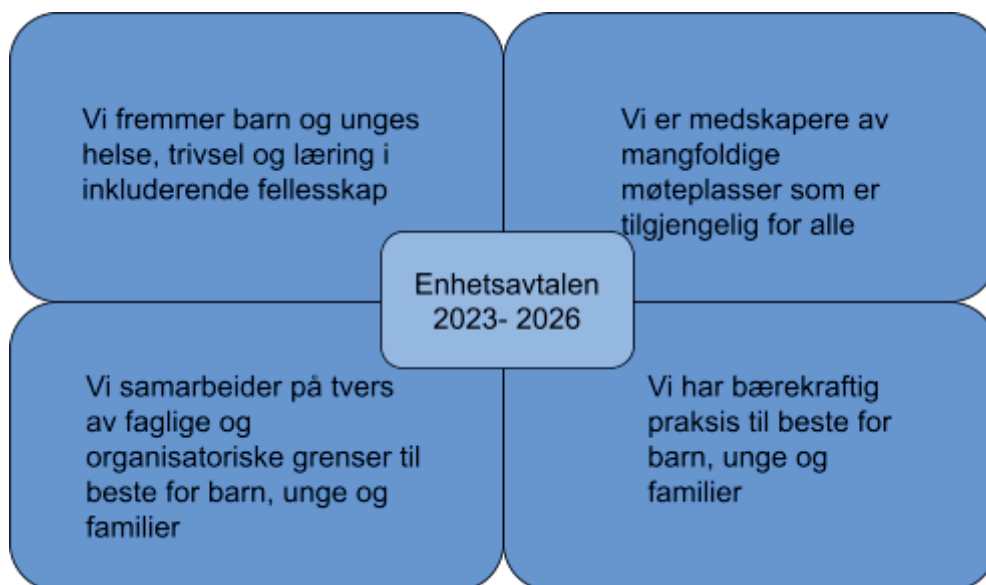 Vi fremmer barn og unges
helse, trivsel og læring i
inkluderende fellesskap
Vi er medskapere av
mangfoldige
møteplasser som er
tilgjengelig for alle
Enhetsavtalen
2023- 2026
Vi samarbeider på tvers
av faglige og
organisatoriske grenser til
beste for barn, unge og
familier
Vi har bærekraftig
praksis til beste for
barn, unge og
familier